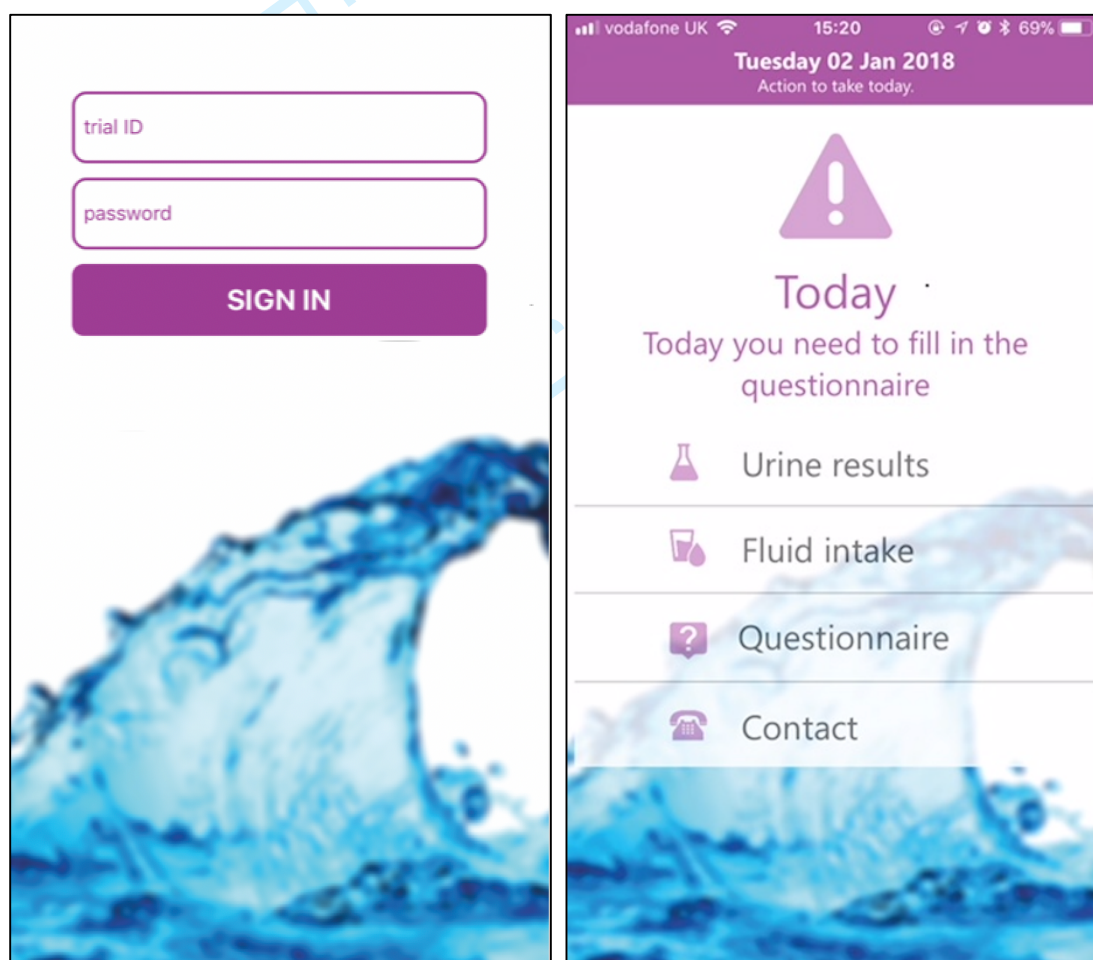 trial ID
password
SIGN IN
vodafone UK 15:20 69%
Tuesday 02 Jan 2018
Action to take today.
Today
Today you need to fill in the
questionnaire
Urine results
Fluid intake
Questionnaire
Contact